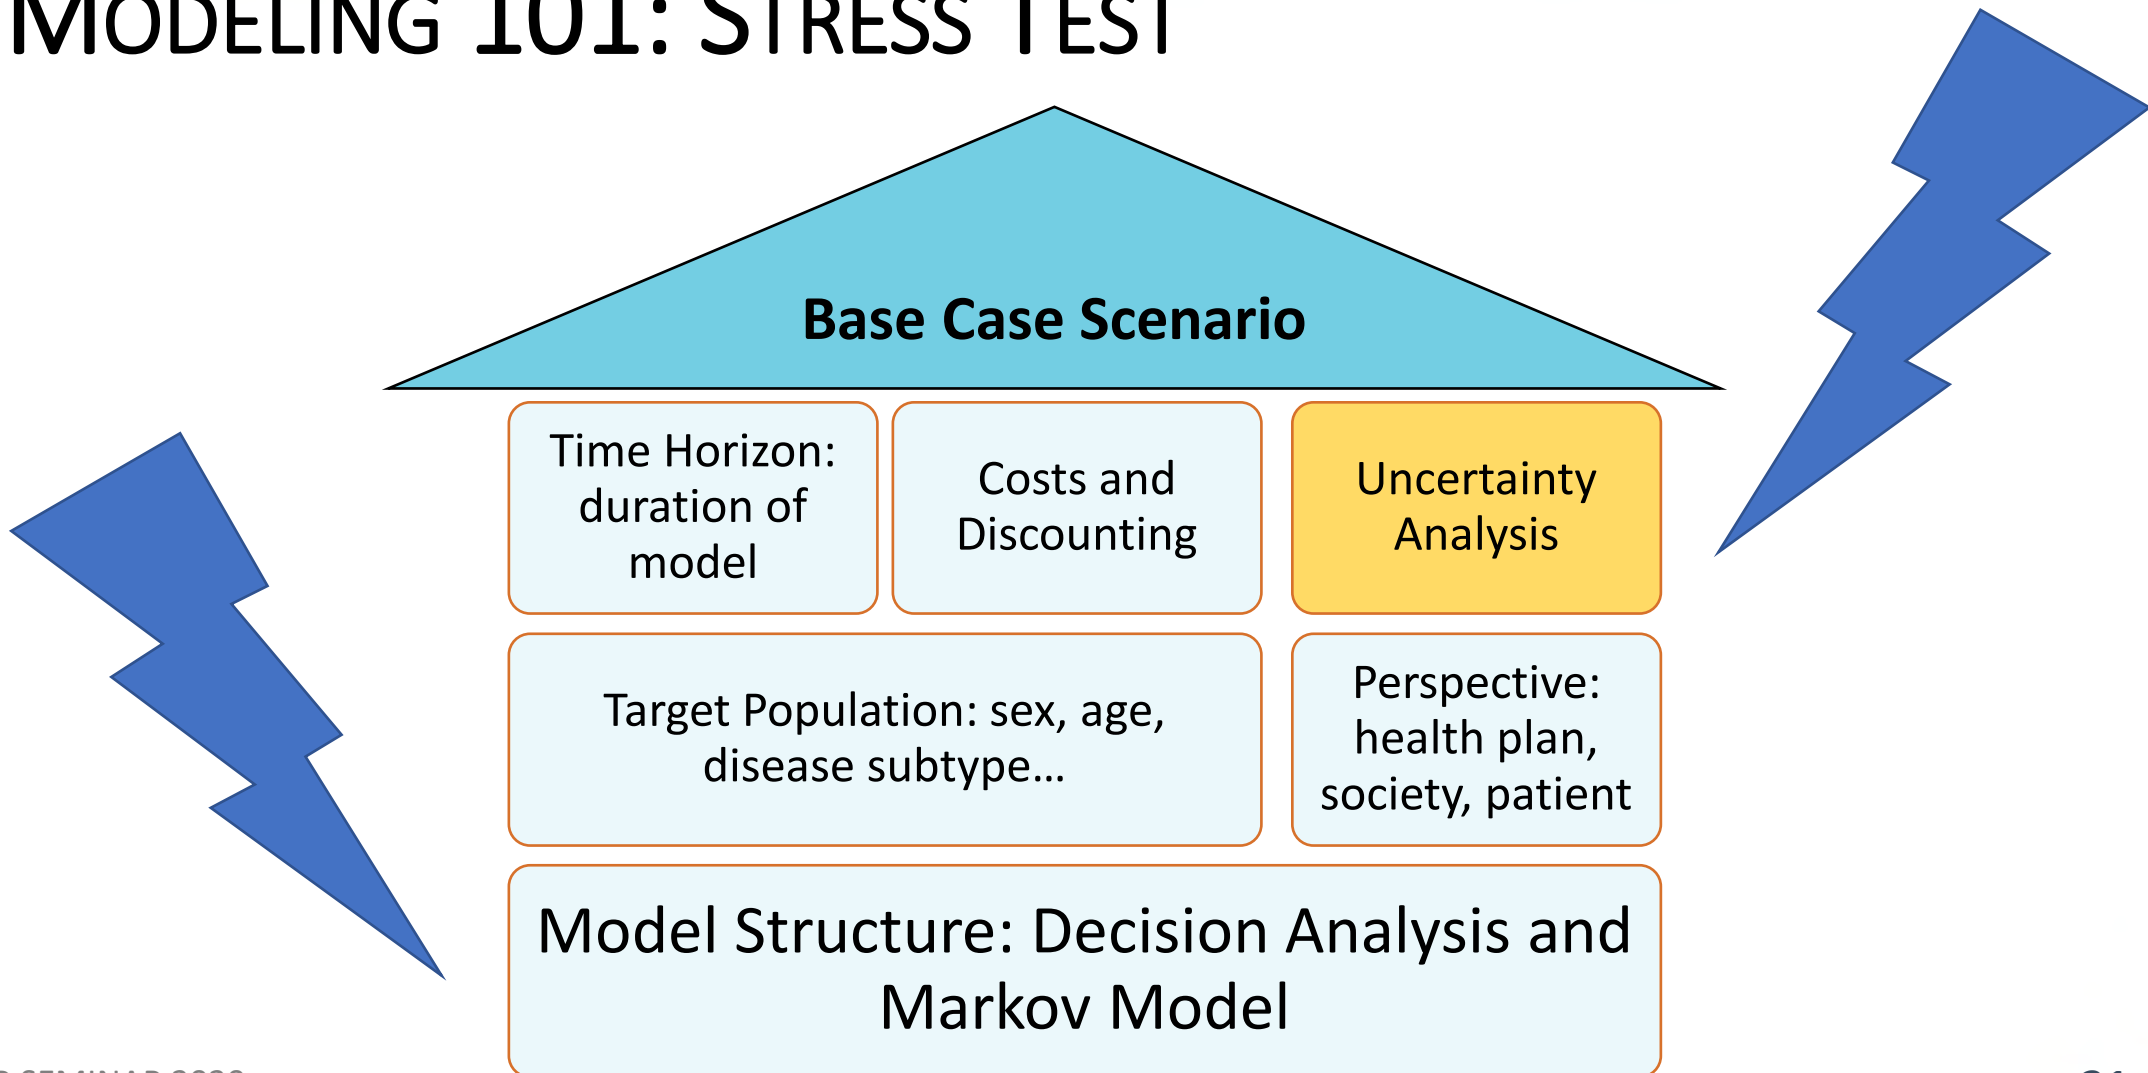 MODELING 101: STRESS TEST
Base Case Scenario
Time Horizon:
duration of
model
Costs and
Discounting
Uncertainty
Analysis
Target Population: sex, age,
disease subtype…
Perspective:
health plan,
society, patient
Model Structure: Decision Analysis and
Markov Model
SEMINAR